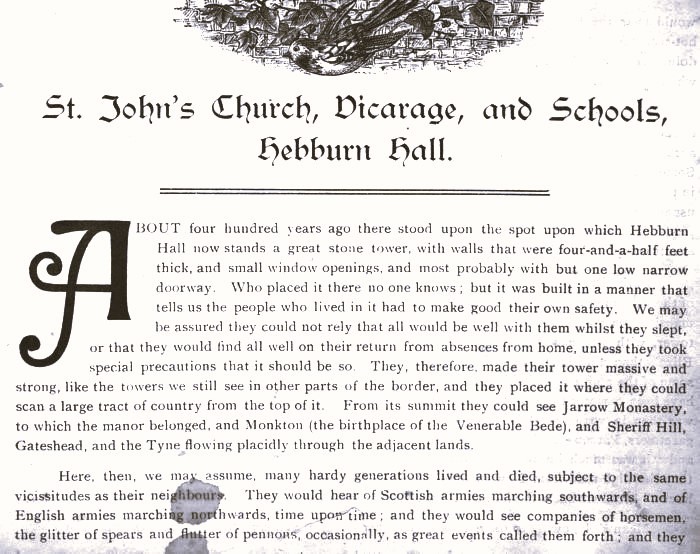 St. John's Church, Vicarage, and Schools,
Hebburn Hall.
ABOUT four hundred years ago there stood upon the spot upon which Hebburn
Hall now stands a great stone tower, with walls that were four-and-a-half feet
thick, and small window openings, and most probably with but one low narrow
doorway. Who placed it there no one knows; but it was built in a manner that
tells us the people who lived in it had to make good their own safety. We may
be assured they could not rely that all would be well with them whilst they slept,
or that they would find all well on their return from absences from home, unless they took
special precautions that it should be so. They, therefore, made their tower massive and
strong, like the towers we still see in other parts of the border, and they placed it where they could
scan a large tract of country from the top of it. From its summit they could see Jarrow Monastery,
to which the manor belonged, and Monkton (the birthplace of the Venerable Bede), and Sheriff Hill,
Gateshead, and the Tyne flowing placidly through the adjacent lands.
Here, then, we may assume, many hardy generations lived and died, subject to the same
vicissitudes as their neighbours. They would hear of Scottish armies marching southwards, and of
English armies marching northwards, time upon time; and they would see companies of horsemen,
the glitter of spears and flutter of pennons, occasionally, as great events called them forth; and they